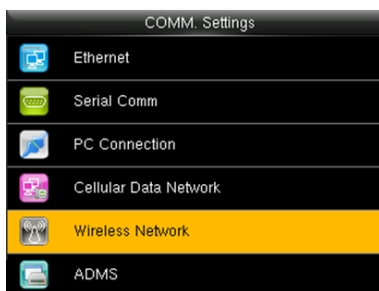 COMM. Settings
Ethernet
Serial Comm
PC Connection
Cellular Data Network
Wireless Network
ADMS